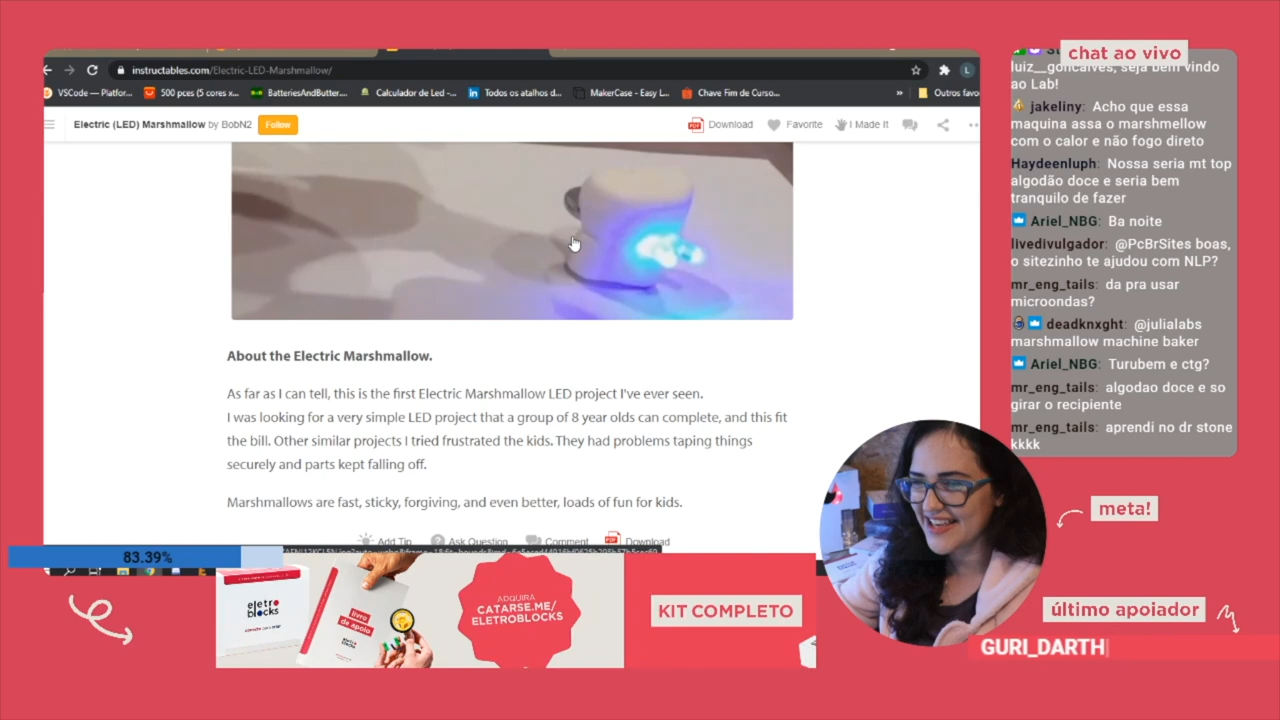 instructables.com/Electric-LED-Marshmallow/
VSCode — Platfor...
500 pces (5 cores x...
BatteriesAndButter....
Calculador de Led -...
Todos os atalhos d...
MakerCase - Easy L...
Chave Fim de Curso...
»
Outros favo
Electric (LED) Marshmallow by BobN2
Follow
Download
Favorite
I Made It
About the Electric Marshmallow.
As far as I can tell, this is the first Electric Marshmallow LED project I've ever seen.
I was looking for a very simple LED project that a group of 8 year olds can complete, and this fit
the bill. Other similar projects I tried frustrated the kids. They had problems taping things
securely and parts kept falling off.
Marshmallows are fast, sticky, forgiving, and even better, loads of fun for kids.
Add Tip
Ask Question
Comment
Download
83.39%
eletro
blocks
livro
de apoio
ADQUIRA
CATARSE.ME/
ELETROBLOCKS
KIT COMPLETO
chat ao vivo
luiz__goncalves, seja bem vindo
ao Lab!
jakeliny: Acho que essa
maquina assa o marshmellow
com o calor e não fogo direto
Haydeenluph: Nossa seria mt top
algodão doce e seria bem
tranquilo de fazer
Ariel_NBG: Ba noite
livedivulgador: @PcBrSites boas,
o sitezinho te ajudou com NLP?
mr_eng_tails: da pra usar
microondas?
deadknxght: @julialabs
marshmallow machine baker
Ariel_NBG: Turubem e ctg?
mr_eng_tails: algodao doce e so
girar o recipiente
mr_eng_tails: aprendi no dr stone
kkkk
meta!
último apoiador
GURI_DARTH